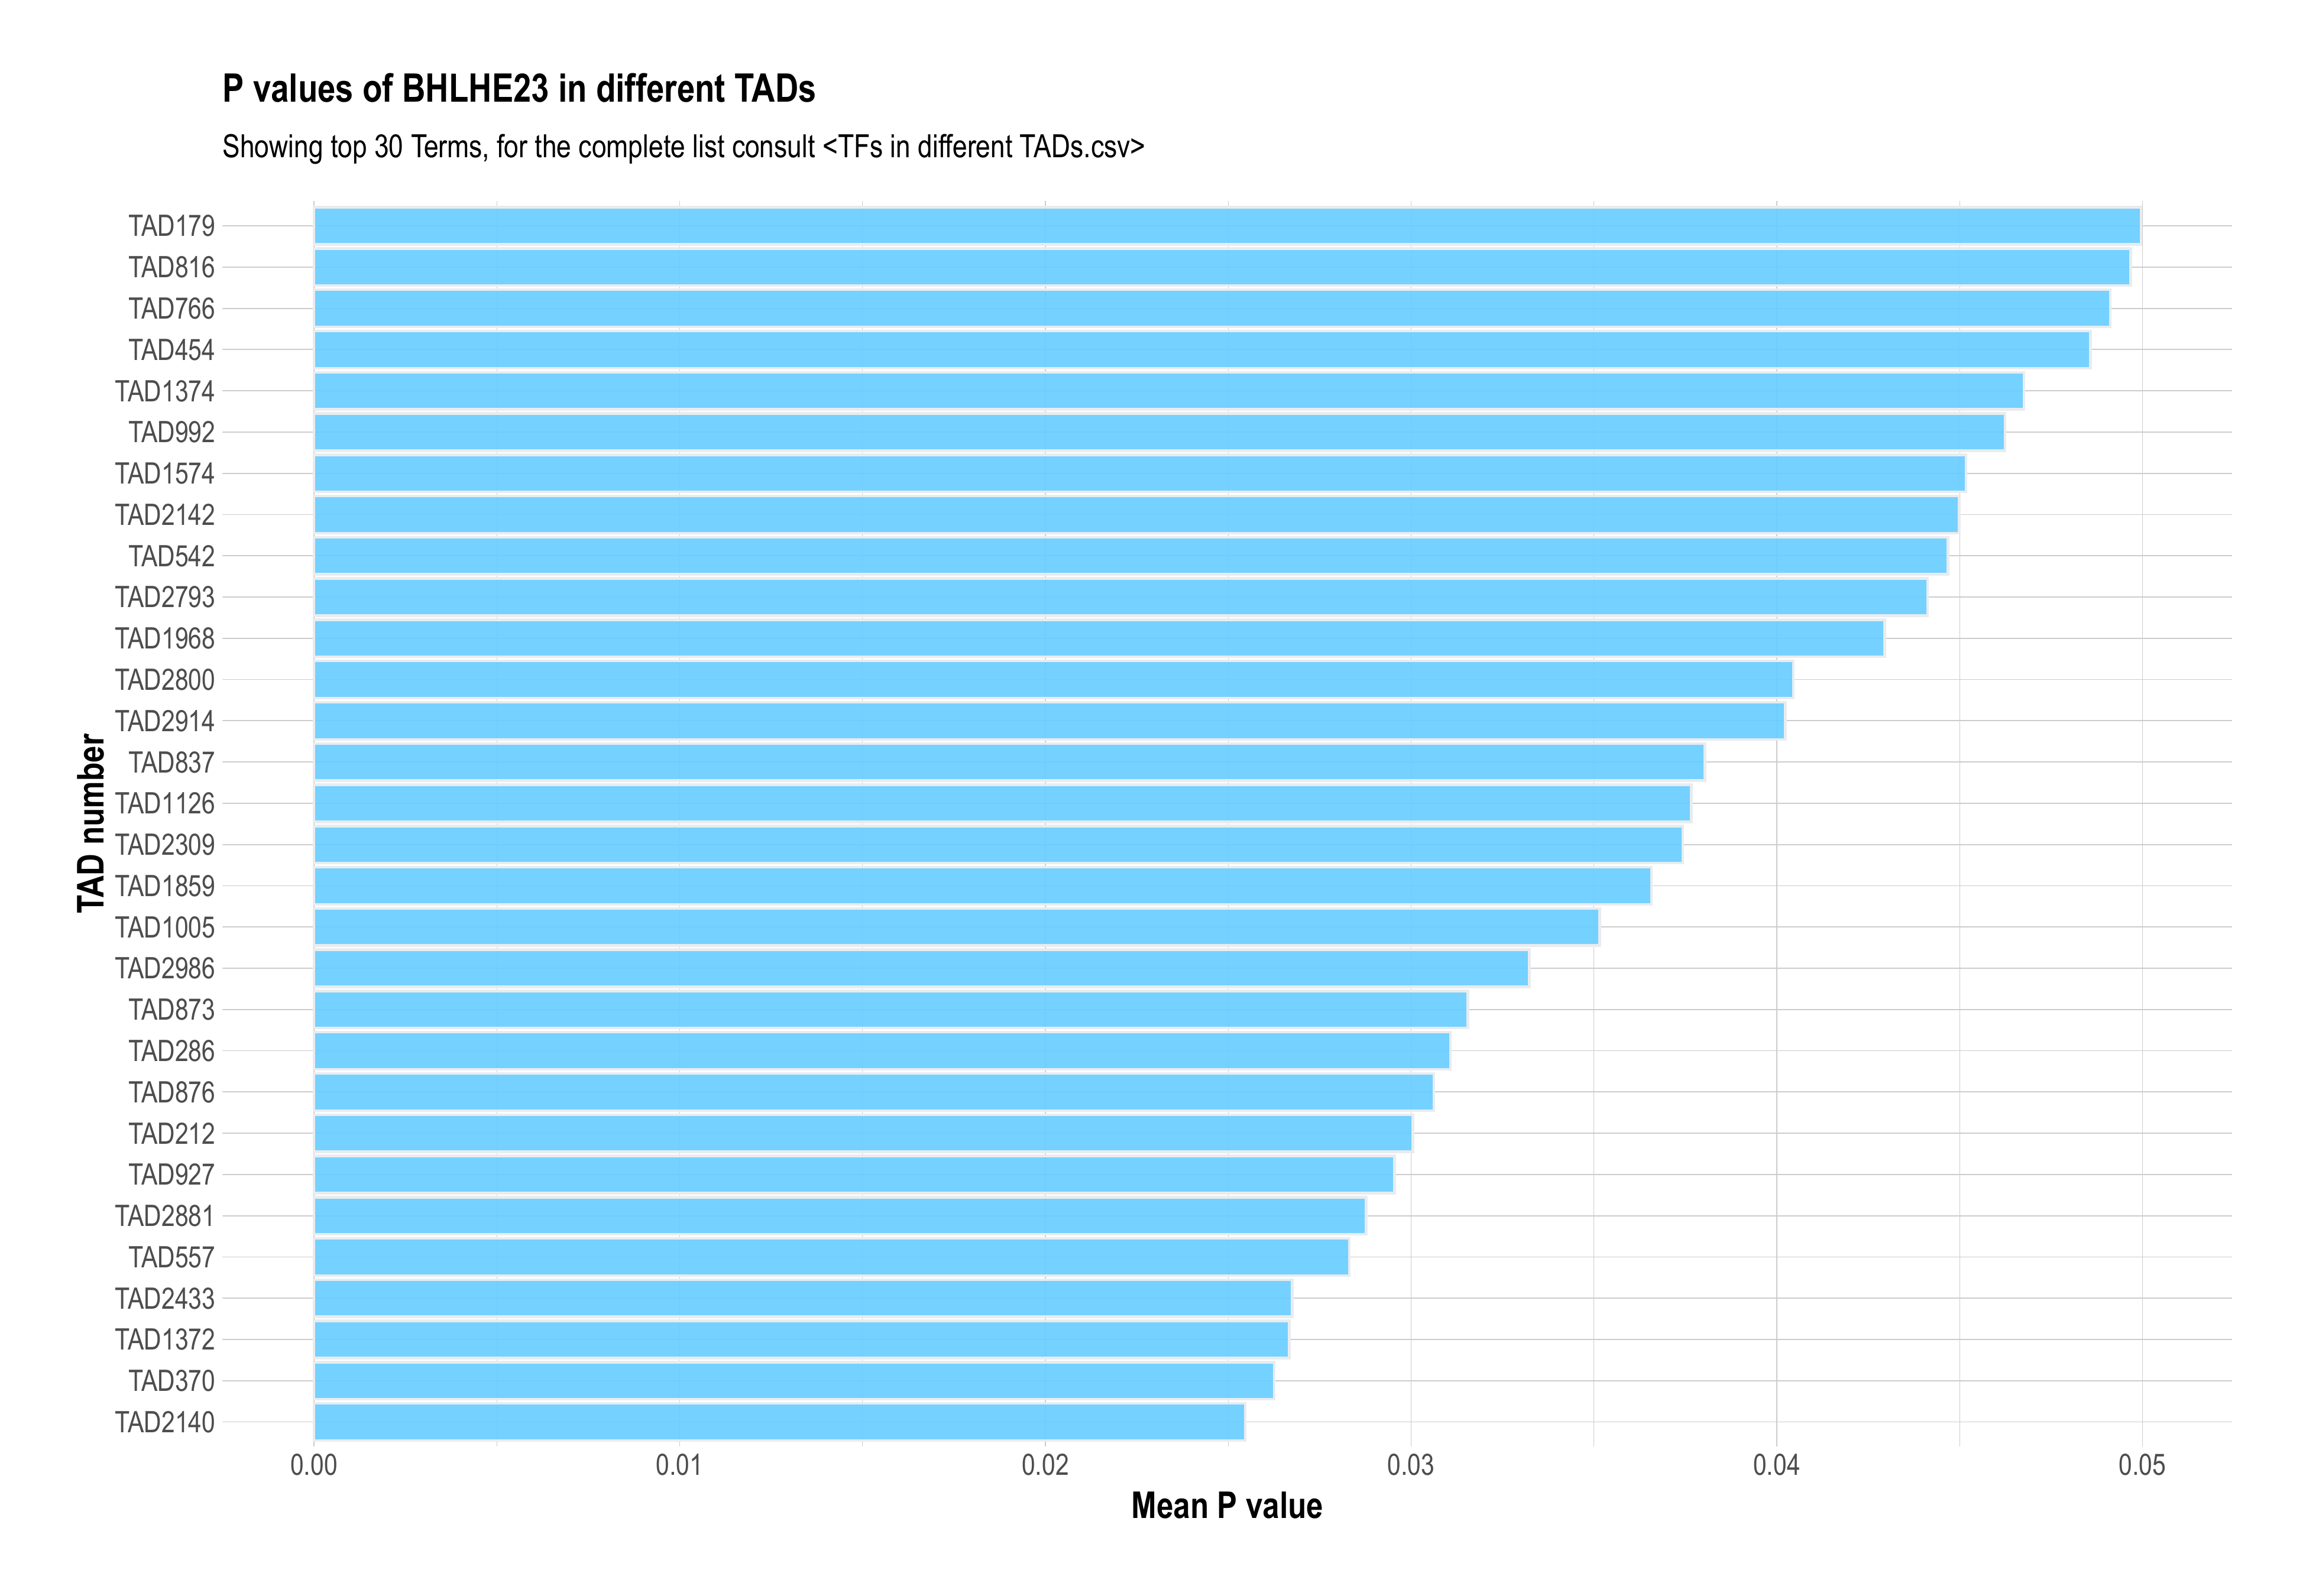 P values of BHLHE23 in different TADs
Showing top 30 Terms, for the complete list consult <TFs in different TADs.csv>
TAD number
TAD179
TAD816
TAD766
TAD454
TAD1374
TAD992
TAD1574
TAD2142
TAD542
TAD2793
TAD1968
TAD2800
TAD2914
TAD837
TAD1126
TAD2309
TAD1859
TAD1005
TAD2986
TAD873
TAD286
TAD876
TAD212
TAD927
TAD2881
TAD557
TAD2433
TAD1372
TAD370
TAD2140
0.00 0.01 0.02 0.03 0.04 0.05
Mean P value